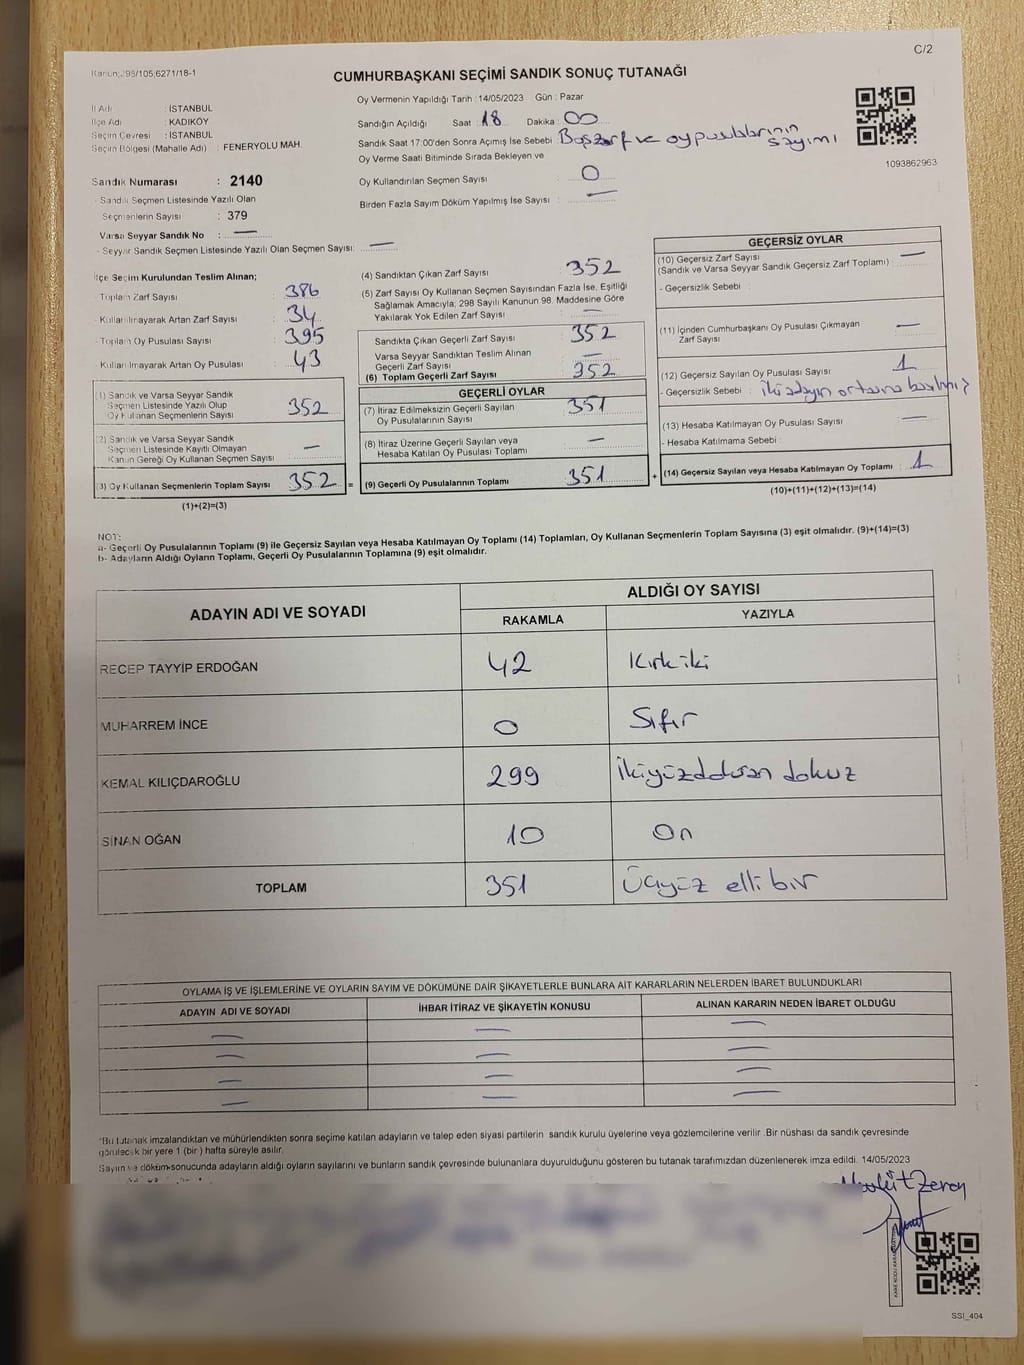 C/2
Kanun:298/105,6271/18-1
CUMHURBAŞKANI SEÇİMİ SANDIK SONUÇ TUTANAĞI
İl Adı : İSTANBUL
İlçe Adı : KADIKÖY
Seçim Çevresi : İSTANBUL
Seçim Bölgesi (Mahalle Adı) : FENERYOLU MAH.
Sandık Numarası : 2140
- Sandık Seçmen Listesinde Yazılı Olan
Seçmenlerin Sayısı : 379
Varsa Seyyar Sandık No : —
- Seyyar Sandık Seçmen Listesinde Yazılı Olan Seçmen Sayısı: —
Oy Vermenin Yapıldığı Tarih : 14/05/2023 Gün : Pazar
Sandığın Açıldığı Saat 18 Dakika : 00
Sandık Saat 17:00'den Sonra Açımış İse Sebebi : Boş zarf ve oy pusulalarının sayımı
Oy Verme Saati Bitiminde Sırada Bekleyen ve
Oy Kullandırılan Seçmen Sayısı : 0
Birden Fazla Sayım Döküm Yapılmış İse Sayısı : —
1093862963
İlçe Seçim Kurulundan Teslim Alınan;
- Toplam Zarf Sayısı : 386
- Kullanılmayarak Artan Zarf Sayısı : 34
- Toplam Oy Pusulası Sayısı : 395
- Kullanılmayarak Artan Oy Pusulası : 43
(1) Sandık ve Varsa Seyyar Sandık
Seçmen Listesinde Yazılı Olup
Oy Kullanan Seçmenlerin Sayısı : 352
(2) Sandık ve Varsa Seyyar Sandık
Seçmen Listesinde Kayıtlı Olmayan
Kanun Gereği Oy Kullanan Seçmen Sayısı : —
(3) Oy Kullanan Seçmenlerin Toplam Sayısı : 352 =
(1)+(2)=(3)
(4) Sandıktan Çıkan Zarf Sayısı : 352
(5) Zarf Sayısı Oy Kullanan Seçmen Sayısından Fazla İse, Eşitliği
Sağlamak Amacıyla, 298 Sayılı Kanunun 98. Maddesine Göre
Yakılarak Yok Edilen Zarf Sayısı : —
Sandıkta Çıkan Geçerli Zarf Sayısı : 352
Varsa Seyyar Sandıktan Teslim Alınan
Geçerli Zarf Sayısı : —
(6) Toplam Geçerli Zarf Sayısı : 352
GEÇERLİ OYLAR
(7) İtiraz Edilmeksizin Geçerli Sayılan
Oy Pusulalarının Sayısı : 351
(8) İtiraz Üzerine Geçerli Sayılan veya
Hesaba Katılan Oy Pusulası Toplamı : —
(9) Geçerli Oy Pusulalarının Toplamı : 351 +
GEÇERSİZ OYLAR
(10) Geçersiz Zarf Sayısı : —
(Sandık ve Varsa Seyyar Sandık Geçersiz Zarf Toplamı) :
- Geçersizlik Sebebi :
(11) İçinden Cumhurbaşkanı Oy Pusulası Çıkmayan
Zarf Sayısı : —
(12) Geçersiz Sayılan Oy Pusulası Sayısı : 1
- Geçersizlik Sebebi : iki adayın ortasına basılmış
(13) Hesaba Katılmayan Oy Pusulası Sayısı : —
- Hesaba Katılmama Sebebi :
(14) Geçersiz Sayılan veya Hesaba Katılmayan Oy Toplamı : 1
(10)+(11)+(12)+(13)=(14)
NOT:
a- Geçerli Oy Pusulalarının Toplamı (9) ile Geçersiz Sayılan veya Hesaba Katılmayan Oy Toplamı (14) Toplamları, Oy Kullanan Seçmenlerin Toplam Sayısına (3) eşit olmalıdır. (9)+(14)=(3)
b- Adayların Aldığı Oyların Toplamı, Geçerli Oy Pusulalarının Toplamına (9) eşit olmalıdır.
ADAYIN ADI VE SOYADI
ALDIĞI OY SAYISI
RAKAMLA YAZIYLA
RECEP TAYYİP ERDOĞAN 42 Kırkiki
MUHARREM İNCE 0 Sıfır
KEMAL KILIÇDAROĞLU 299 İkiyüzdoksan dokuz
SİNAN OĞAN 10 On
TOPLAM 351 Üçyüz elli bir
OYLAMA İŞ VE İŞLEMLERİNE VE OYLARIN SAYIM VE DÖKÜMÜNE DAİR ŞİKAYETLERLE BUNLARA AİT KARARLARIN NELERDEN İBARET BULUNDUKLARI
ADAYIN ADI VE SOYADI İHBAR İTİRAZ VE ŞİKAYETİN KONUSU ALINAN KARARIN NEDEN İBARET OLDUĞU
— — —
— — —
— — —
— — —
*Bu tutanak imzalandıktan ve mühürlendikten sonra seçime katılan adayların ve talep eden siyasi partilerin sandık kurulu üyelerine veya gözlemcilerine verilir .Bir nüshası da sandık çevresinde
görülecek bir yere 1 (bir ) hafta süreyle asılır.
Sayım ve döküm sonucunda adayların aldığı oyların sayılarını ve bunların sandık çevresinde bulunanlara duyurulduğunu gösteren bu tutanak tarafımızdan düzenlenerek imza edildi. 14/05/2023
SSİ_404